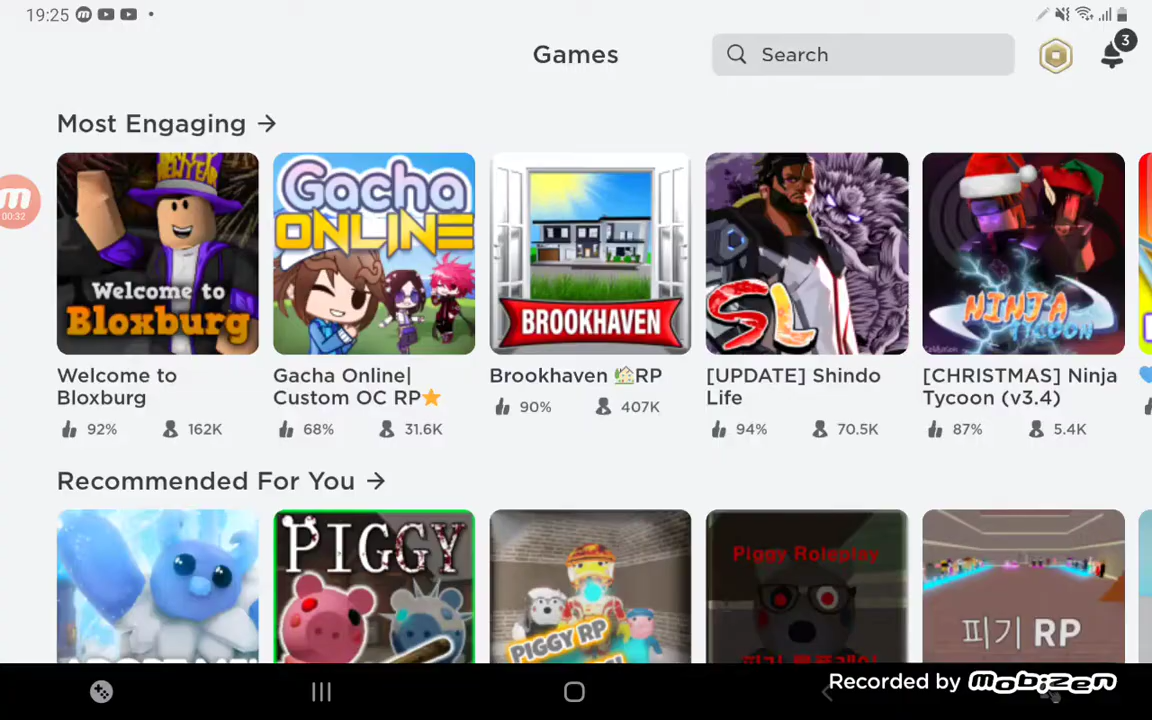 19:25
Games
Search
3
Most Engaging →
00:32
Welcome to
Bloxburg
Gacha
ONLINE
BROOKHAVEN
SL
NINJA
TYCOON
Welcome to
Bloxburg
Gacha Online|
Custom OC RP⭐
Brookhaven 🏡RP
[UPDATE] Shindo
Life
[CHRISTMAS] Ninja
Tycoon (v3.4)
92% 162K
68% 31.6K
90% 407K
94% 70.5K
87% 5.4K
Recommended For You →
PIGGY
PIGGY RP
Piggy Roleplay
피기 RP
Recorded by mobizen